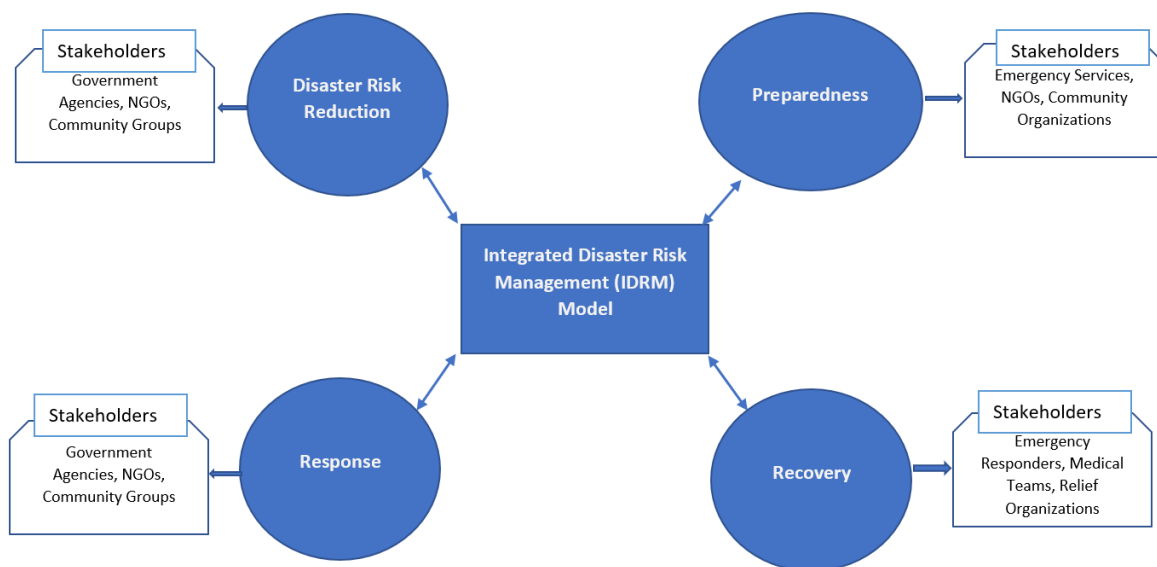 Stakeholders
Government
Agencies, NGOs,
Community Groups
Disaster Risk
Reduction
Preparedness
Stakeholders
Emergency Services,
NGOs, Community
Organizations
Integrated Disaster Risk
Management (IDRM)
Model
Stakeholders
Government
Agencies, NGOs,
Community Groups
Response
Recovery
Stakeholders
Emergency
Responders, Medical
Teams, Relief
Organizations